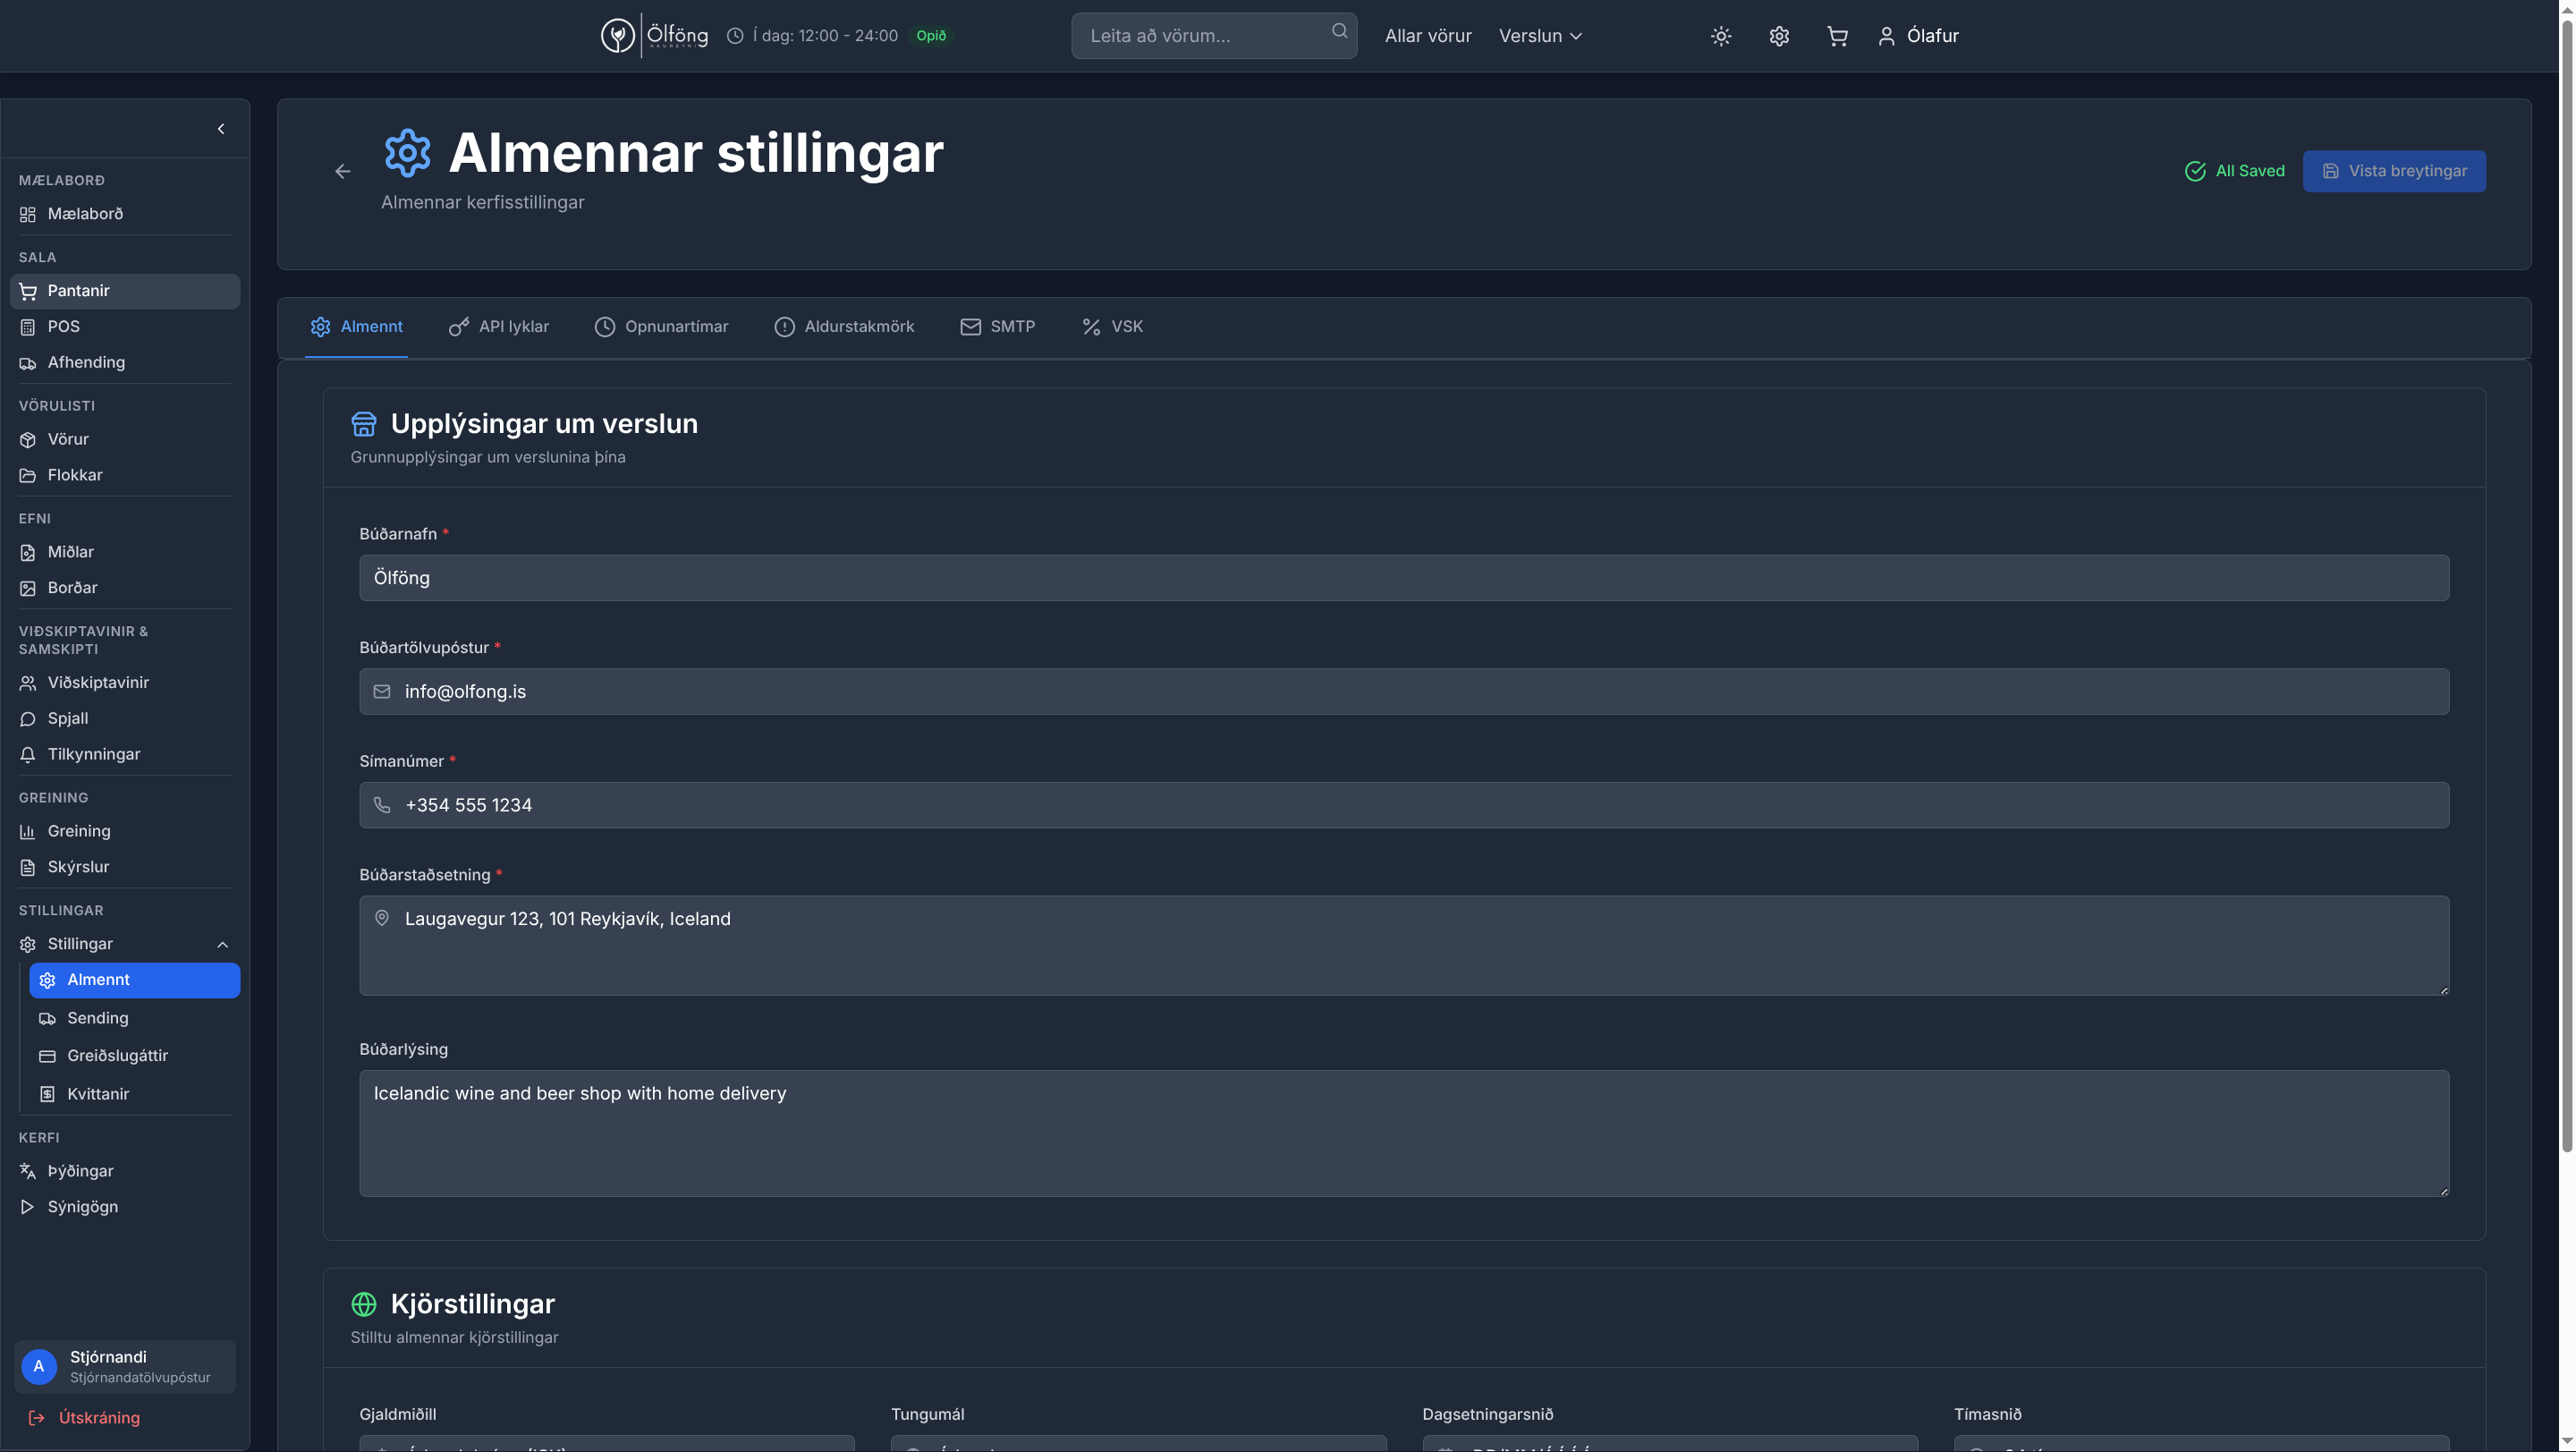 Ölföng
AKUREYRI
Í dag: 12:00 - 24:00
Opið
Leita að vörum...
Allar vörur
Verslun
Ólafur
MÆLABORÐ
Mælaborð
SALA
Pantanir
POS
Afhending
VÖRULISTI
Vörur
Flokkar
EFNI
Miðlar
Borðar
VIÐSKIPTAVINIR &
SAMSKIPTI
Viðskiptavinir
Spjall
Tilkynningar
GREINING
Greining
Skýrslur
STILLINGAR
Stillingar
Almennt
Sending
Greiðslugáttir
Kvittanir
KERFI
Þýðingar
Sýnigögn
A
Stjórnandi
Stjórnandatölvupóstur
Útskráning
Almennar stillingar
Almennar kerfisstillingar
All Saved
Vista breytingar
Almennt
API lyklar
Opnunartímar
Aldurstakmörk
SMTP
VSK
Upplýsingar um verslun
Grunnupplýsingar um verslunina þína
Búðarnafn *
Ölföng
Búðartölvupóstur *
info@olfong.is
Símanúmer *
+354 555 1234
Búðarstaðsetning *
Laugavegur 123, 101 Reykjavík, Iceland
Búðarlýsing
Icelandic wine and beer shop with home delivery
Kjörstillingar
Stilltu almennar kjörstillingar
Gjaldmiðill
Tungumál
Dagsetningarsnið
Tímasnið